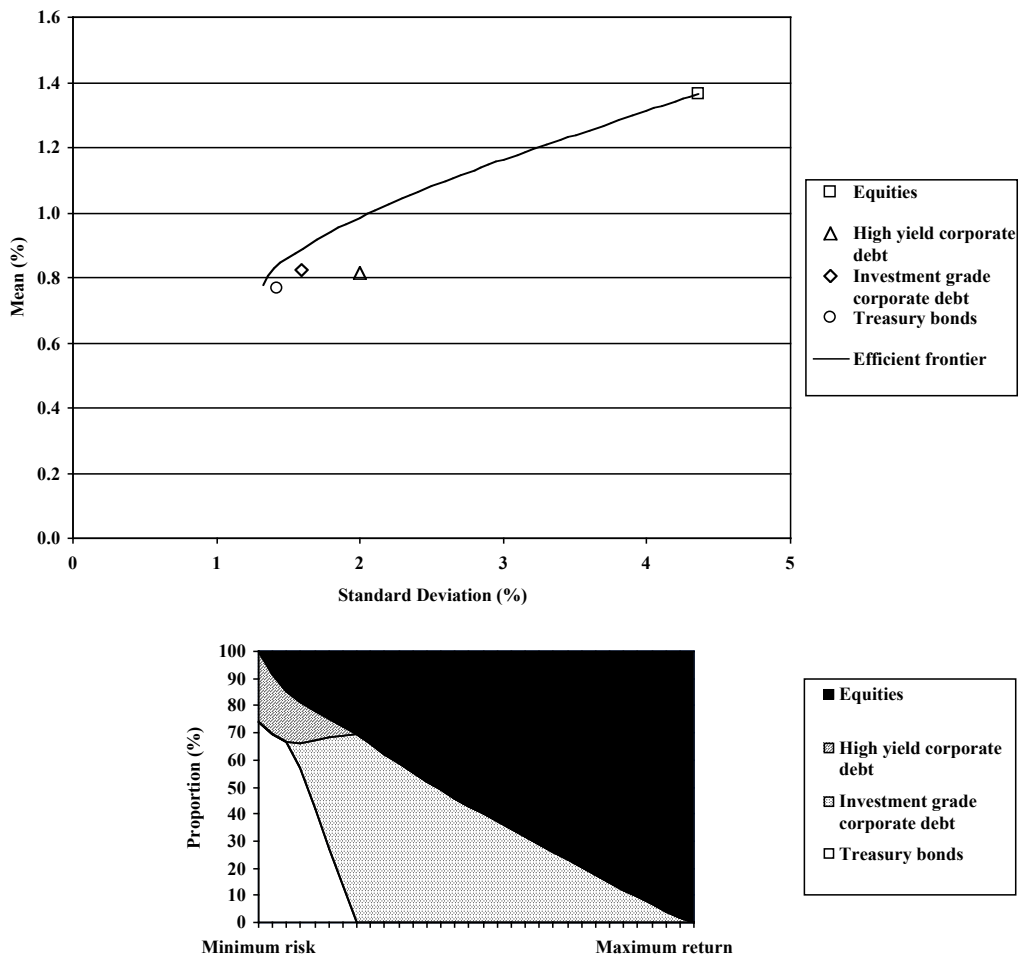 1.6
1.4
1.2
1.0
0.8
0.6
0.4
0.2
0.0
Mean (%)
0 1 2 3 4 5
Standard Deviation (%)
Equities
High yield corporate
debt
Investment grade
corporate debt
Treasury bonds
Efficient frontier
100
90
80
70
60
50
40
30
20
10
0
Proportion (%)
Minimum risk Maximum return
Equities
High yield corporate
debt
Investment grade
corporate debt
Treasury bonds